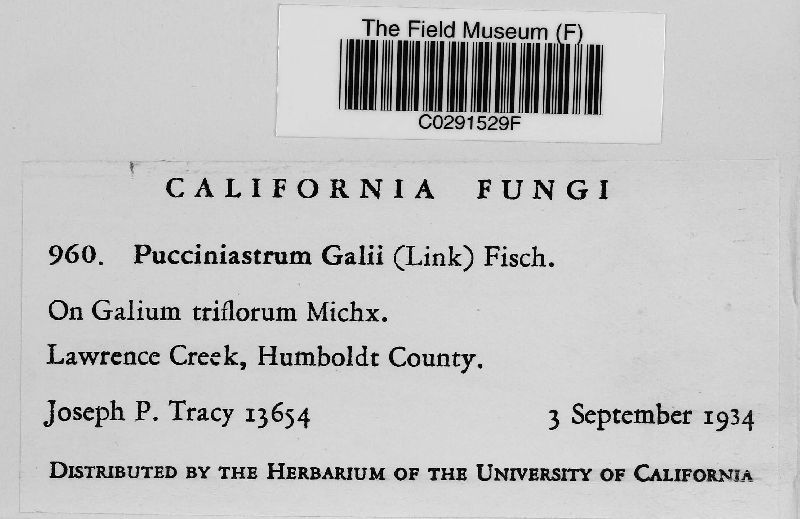 The Field Museum (F)
C0291529F
CALIFORNIA FUNGI
960. Pucciniastrum Galii (Link) Fisch.
On Galium triflorum Michx.
Lawrence Creek, Humboldt County.
Joseph P. Tracy 13654 3 September 1934
DISTRIBUTED BY THE HERBARIUM OF THE UNIVERSITY OF CALIFORNIA